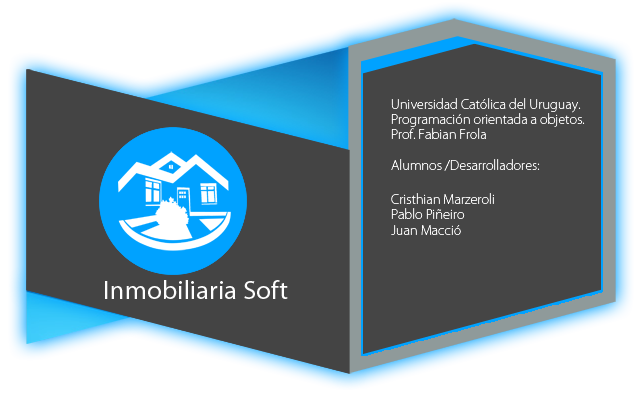 Inmobiliaria Soft
Universidad Católica del Uruguay.
Programación orientada a objetos.
Prof. Fabian Frola
Alumnos /Desarrolladores:
Cristhian Marzeroli
Pablo Piñeiro
Juan Macció